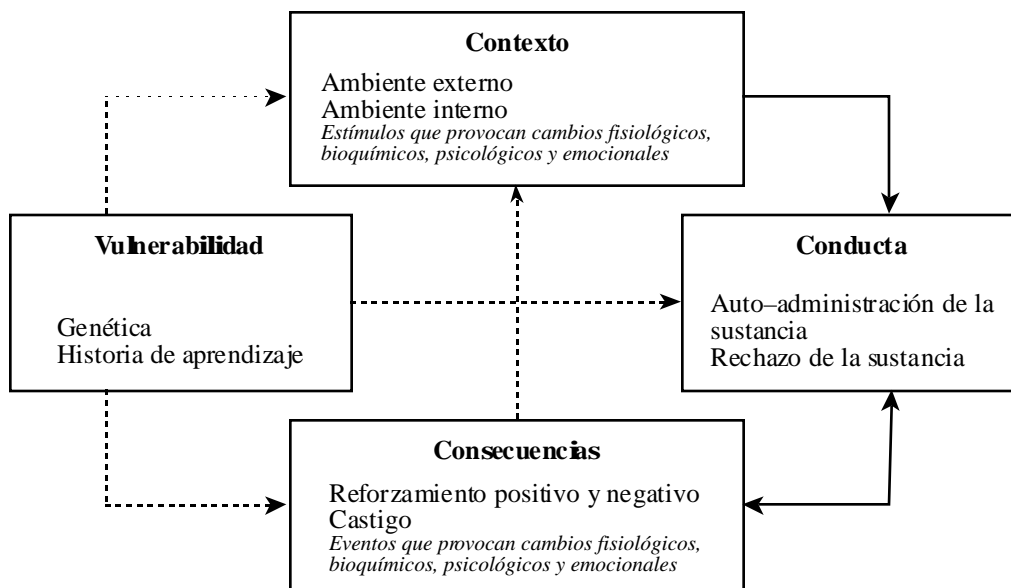 Contexto
Ambiente externo
Ambiente interno
Estímulos que provocan cambios fisiológicos,
bioquímicos, psicológicos y emocionales
Vulnerabilidad
Genética
Historia de aprendizaje
Conducta
Auto–administración de la
sustancia
Rechazo de la sustancia
Consecuencias
Reforzamiento positivo y negativo
Castigo
Eventos que provocan cambios fisiológicos,
bioquímicos, psicológicos y emocionales